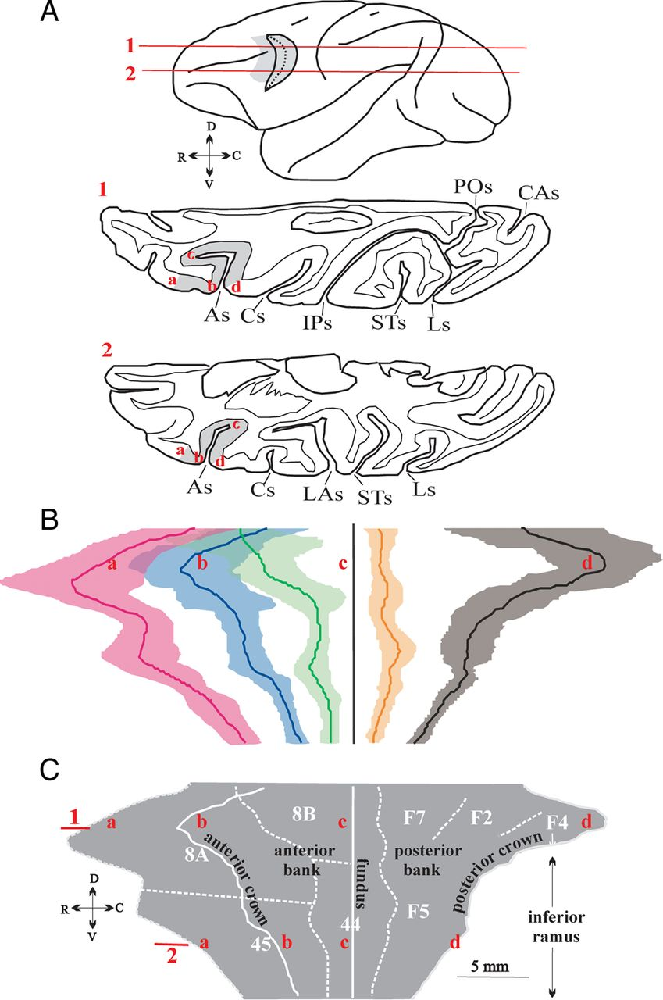 A
1
2
D
R C
V
1
POs
CAs
c
a b d
As Cs IPs STs Ls
2
c
a b d
As Cs LAs STs Ls
B
a b c d
C
1 a b 8B c F7 F2 F4 d
8A anterior crown
anterior
bank
fundus
posterior
bank
posterior crown
D
R C
V
F5
44
inferior
ramus
2 a 45 b c d
5 mm